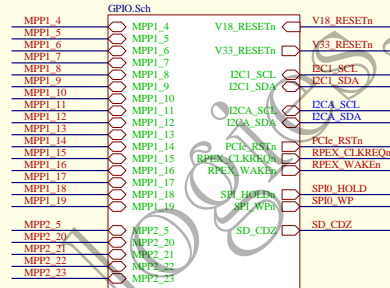 GPIO.Sch
MPP1_4 MPP1_4 V18_RESETn V18_RESETn
MPP1_5 MPP1_5
MPP1_6 MPP1_6 V33_RESETn V33_RESETn
MPP1_7 MPP1_7
MPP1_8 MPP1_8 I2C1_SCL I2C1_SCL
MPP1_9 MPP1_9 I2C1_SDA I2C1_SDA
MPP1_10 MPP1_10
MPP1_11 MPP1_11 I2CA_SCL I2CA_SCL
MPP1_12 MPP1_12 I2CA_SDA I2CA_SDA
MPP1_13 MPP1_13
MPP1_14 MPP1_14 PCIe_RSTn PCIe_RSTn
MPP1_15 MPP1_15 RPEX_CLKREQn RPEX_CLKREQn
MPP1_16 MPP1_16 RPEX_WAKEn RPEX_WAKEn
MPP1_17 MPP1_17
MPP1_18 MPP1_18 SPI_HOLDn SPI0_HOLD
MPP1_19 MPP1_19 SPI_WPn SPI0_WP
MPP2_5 MPP2_5 SD_CDZ SD_CDZ
MPP2_20 MPP2_20
MPP2_21 MPP2_21
MPP2_22 MPP2_22
MPP2_23 MPP2_23